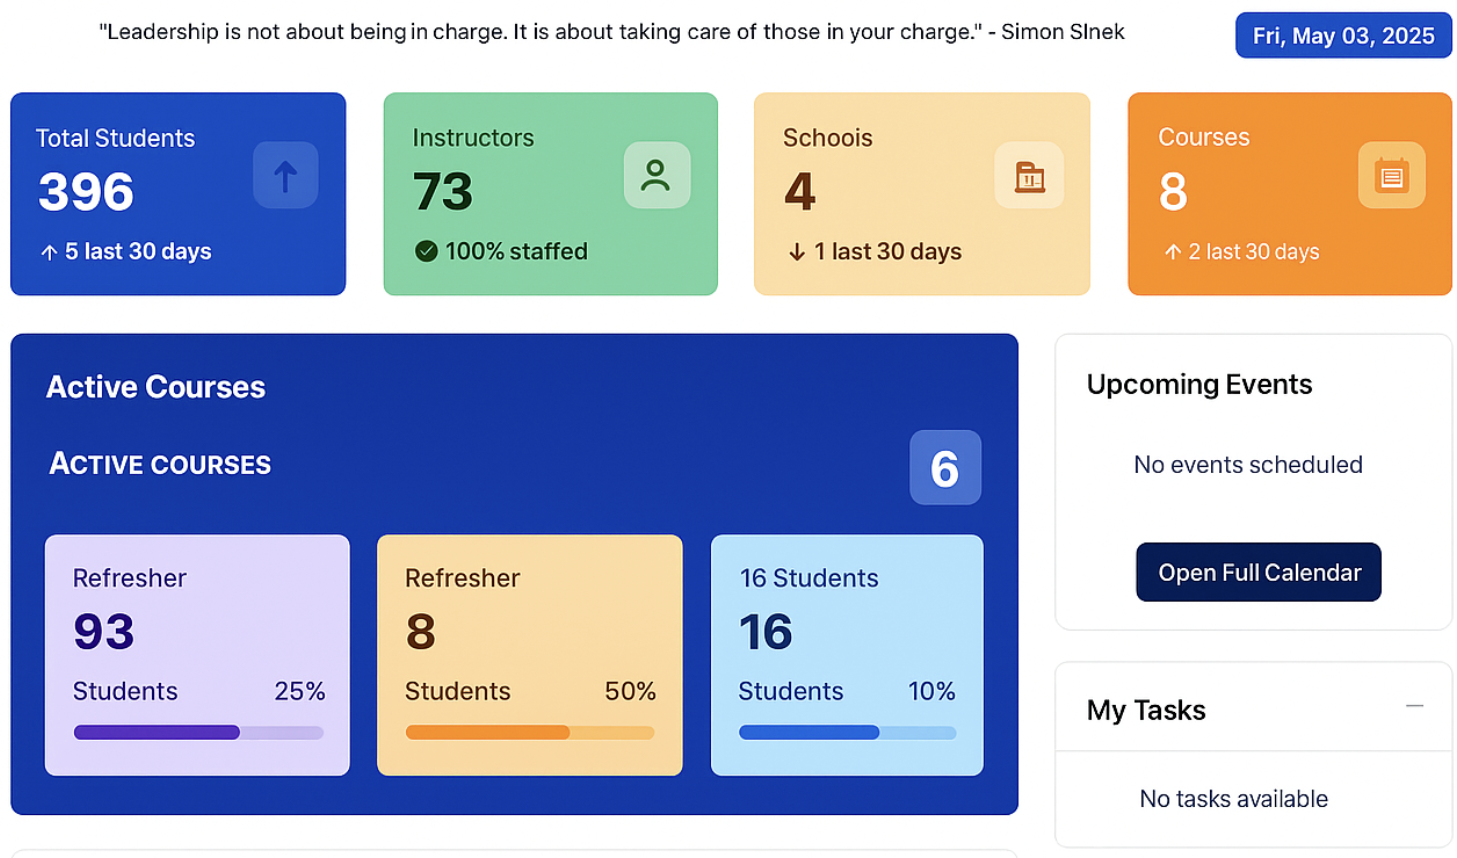 "Leadership is not about being in charge. It is about taking care of those in your charge." - Simon SInek
Fri, May 03, 2025
Total Students
396
↑ 5 last 30 days
Instructors
73
100% staffed
Schoois
4
↓ 1 last 30 days
Courses
8
↑ 2 last 30 days
Active Courses
ACTIVE COURSES
6
Refresher
93
Students 25%
Refresher
8
Students 50%
16 Students
16
Students 10%
Upcoming Events
No events scheduled
Open Full Calendar
My Tasks
No tasks available